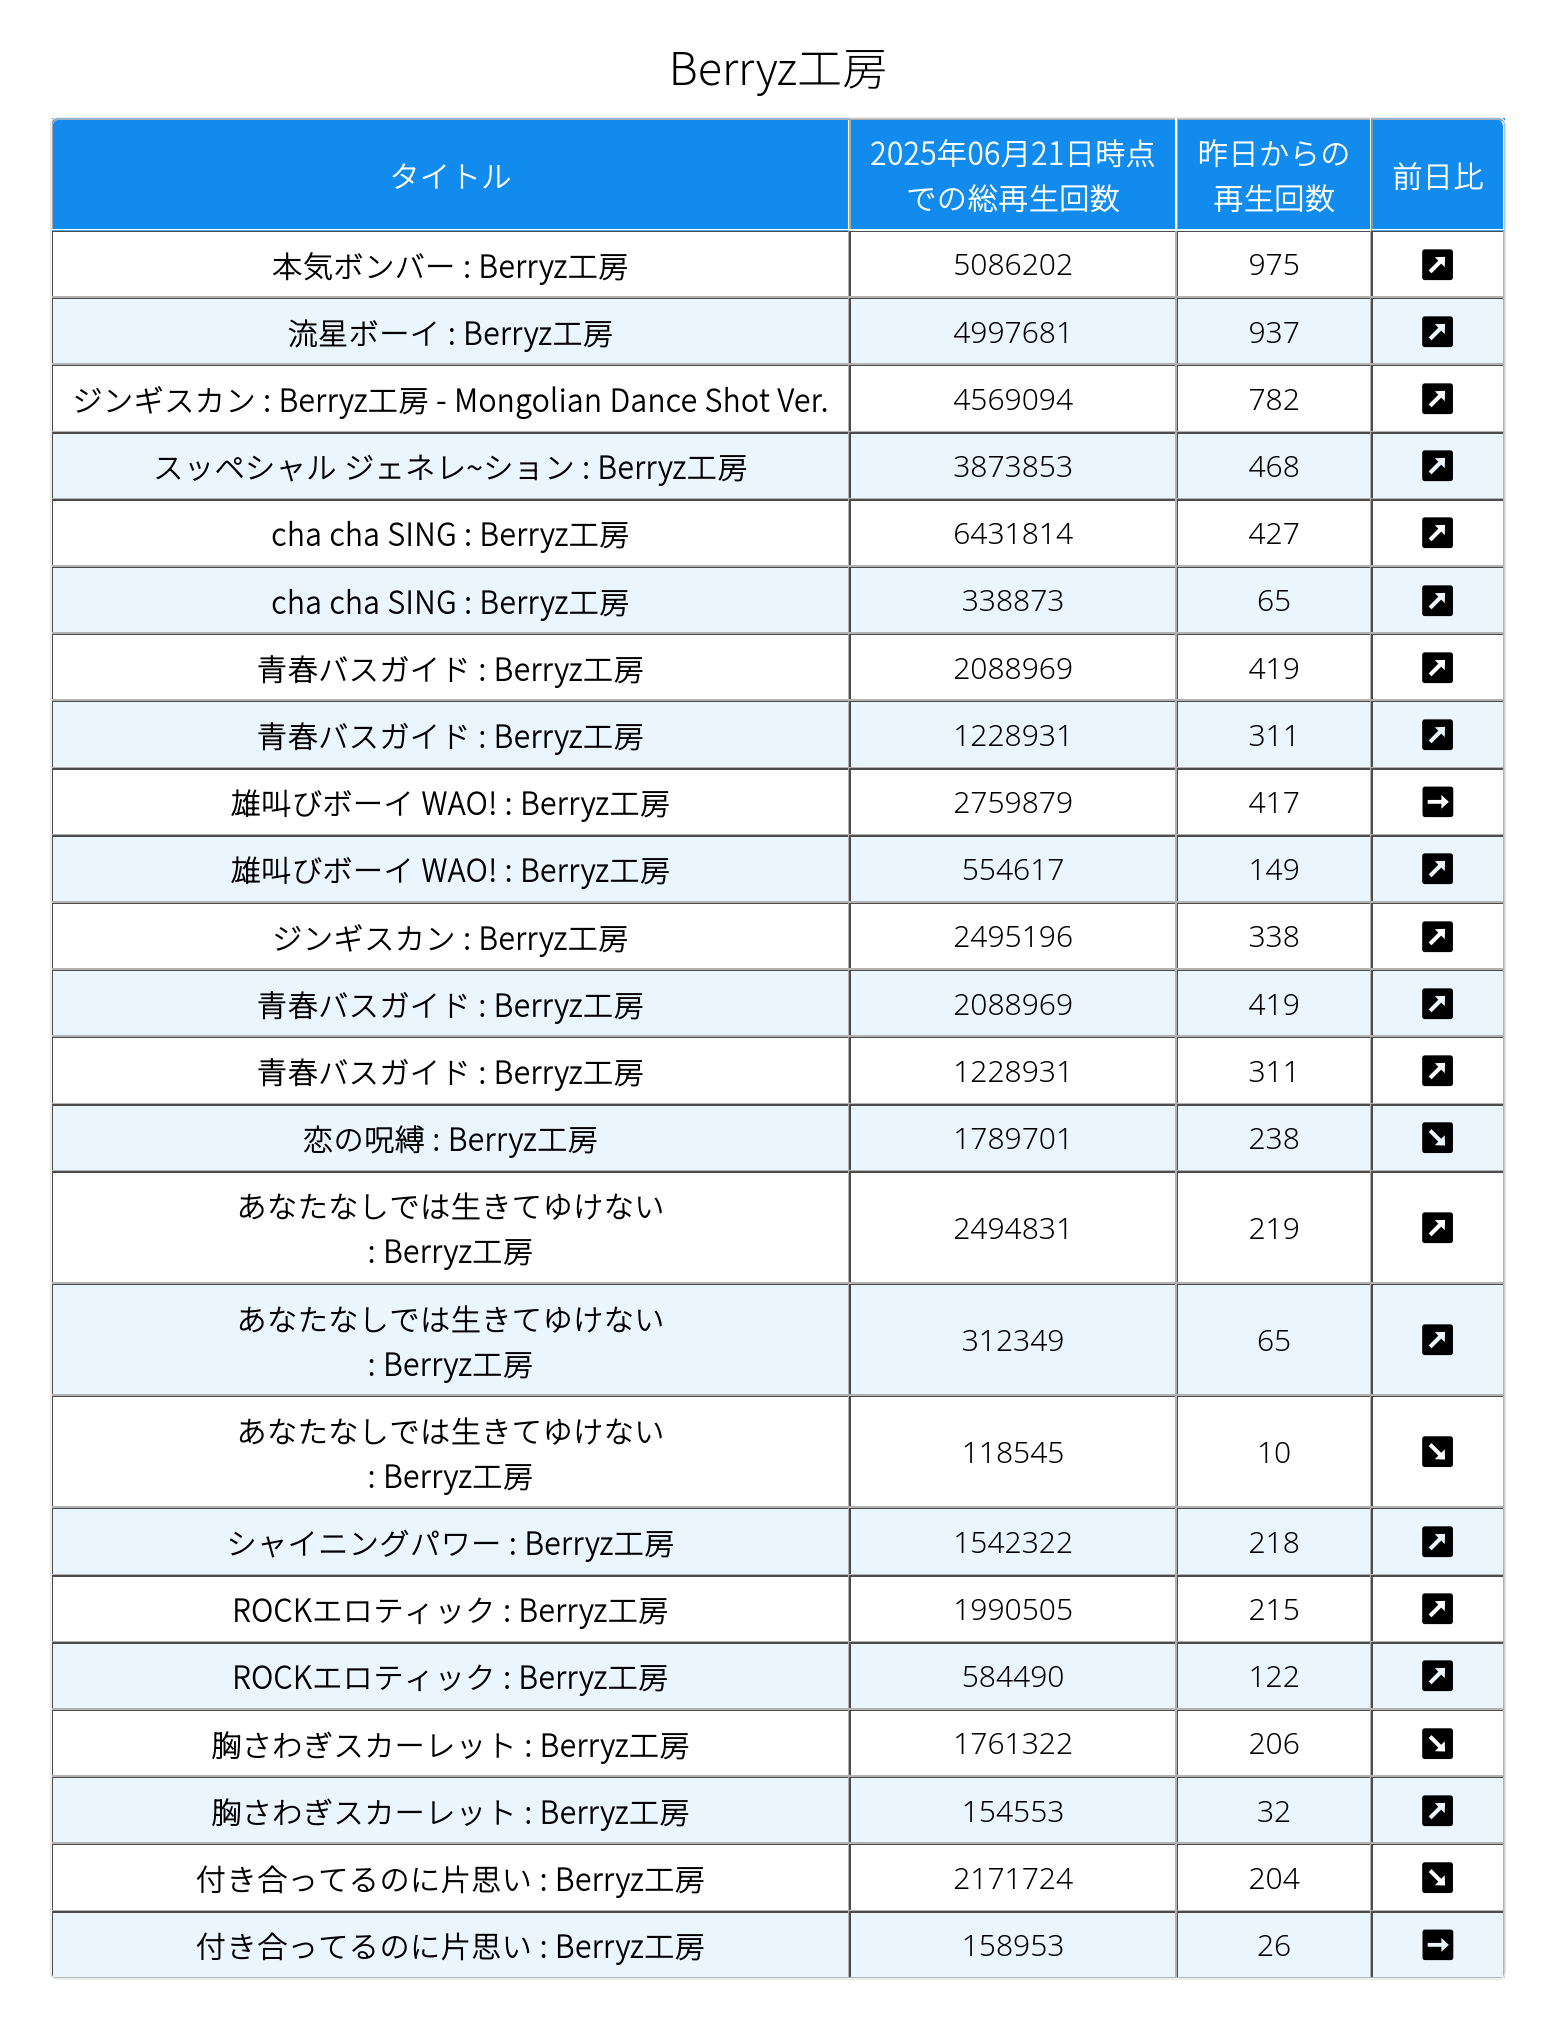 Berryz工房
タイトル 2025年06月21日時点での総再生回数 昨日からの再生回数 前日比
本気ボンバー : Berryz工房 5086202 975 ↗
流星ボーイ : Berryz工房 4997681 937 ↗
ジンギスカン : Berryz工房 - Mongolian Dance Shot Ver. 4569094 782 ↗
スッペシャル ジェネレ~ション : Berryz工房 3873853 468 ↗
cha cha SING : Berryz工房 6431814 427 ↗
cha cha SING : Berryz工房 338873 65 ↗
青春バスガイド : Berryz工房 2088969 419 ↗
青春バスガイド : Berryz工房 1228931 311 ↗
雄叫びボーイ WAO! : Berryz工房 2759879 417 →
雄叫びボーイ WAO! : Berryz工房 554617 149 ↗
ジンギスカン : Berryz工房 2495196 338 ↗
青春バスガイド : Berryz工房 2088969 419 ↗
青春バスガイド : Berryz工房 1228931 311 ↗
恋の呪縛 : Berryz工房 1789701 238 ↘
あなたなしでは生きてゆけない
: Berryz工房 2494831 219 ↗
あなたなしでは生きてゆけない
: Berryz工房 312349 65 ↗
あなたなしでは生きてゆけない
: Berryz工房 118545 10 ↘
シャイニングパワー : Berryz工房 1542322 218 ↗
ROCKエロティック : Berryz工房 1990505 215 ↗
ROCKエロティック : Berryz工房 584490 122 ↗
胸さわぎスカーレット : Berryz工房 1761322 206 ↘
胸さわぎスカーレット : Berryz工房 154553 32 ↗
付き合ってるのに片思い : Berryz工房 2171724 204 ↘
付き合ってるのに片思い : Berryz工房 158953 26 →